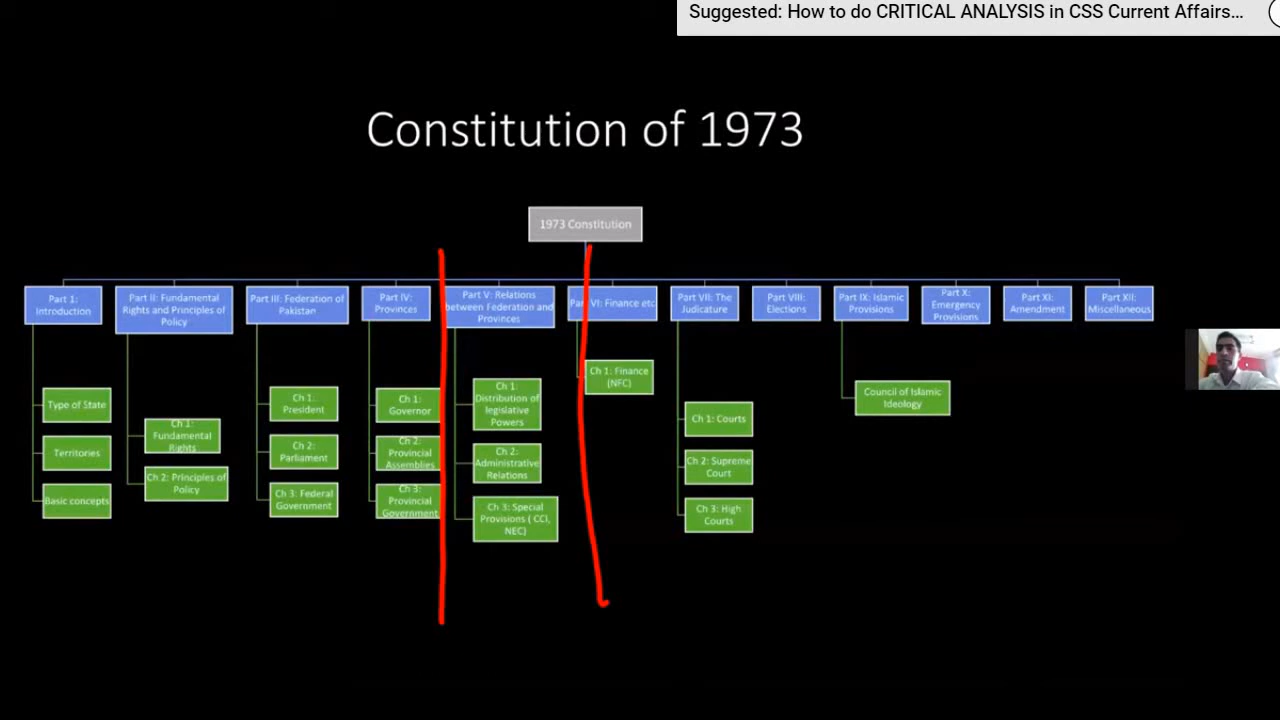 Suggested: How to do CRITICAL ANALYSIS in CSS Current Affairs...
Constitution of 1973
1973 Constitution
Part 1:
Introduction
Part II: Fundamental
Rights and Principles of
Policy
Part III: Federation of
Pakistan
Part IV:
Provinces
Part V: Relations
between Federation and
Provinces
Part VI: Finance etc
Part VII: The
Judicature
Part VIII:
Elections
Part IX: Islamic
Provisions
Part X:
Emergency
Provisions
Part XI:
Amendment
Part XII:
Miscellaneous
Type of State
Territories
Basic concepts
Ch 1:
Fundamental
Rights
Ch 2: Principles of
Policy
Ch 1:
President
Ch 2:
Parliament
Ch 3: Federal
Government
Ch 1:
Governor
Ch 2:
Provincial
Assemblies
Ch 3:
Provincial
Government
Ch 1:
Distribution of
legislative
Powers
Ch 2:
Administrative
Relations
Ch 3: Special
Provisions ( CCI,
NEC)
Ch 1: Finance
(NFC)
Ch 1: Courts
Ch 2: Supreme
Court
Ch 3: High
Courts
Council of Islamic
Ideology